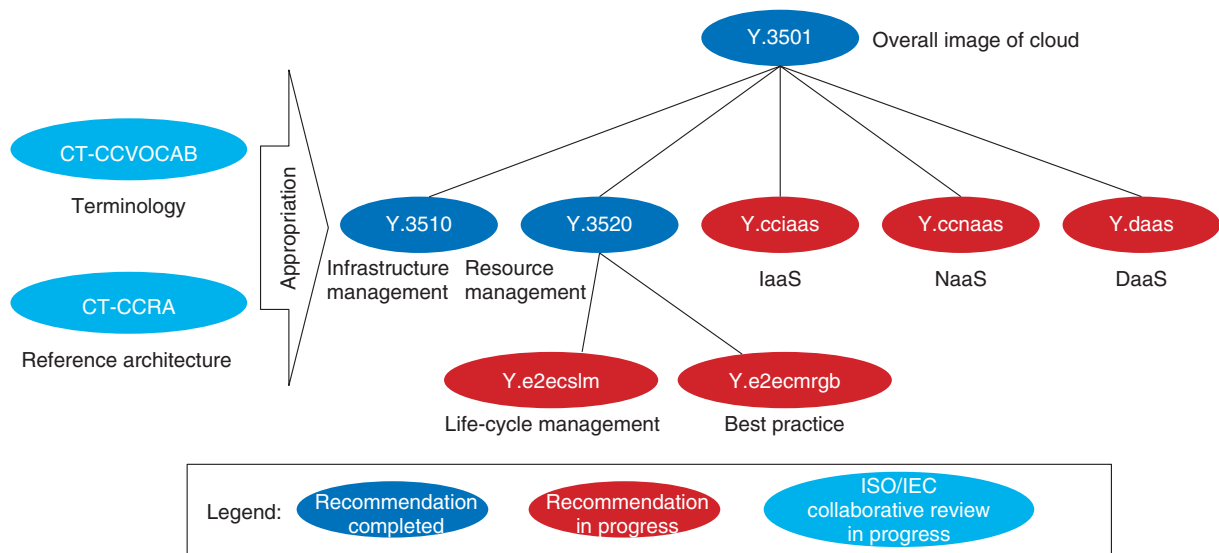 Y.3501
Overall image of cloud
CT-CCVOCAB
Terminology
CT-CCRA
Reference architecture
Appropriation
Y.3510
Infrastructure
management
Y.3520
Resource
management
Y.cciaas
IaaS
Y.ccnaas
NaaS
Y.daas
DaaS
Y.e2ecslm
Life-cycle management
Y.e2ecmrgb
Best practice
Legend:
Recommendation
completed
Recommendation
in progress
ISO/IEC
collaborative review
in progress